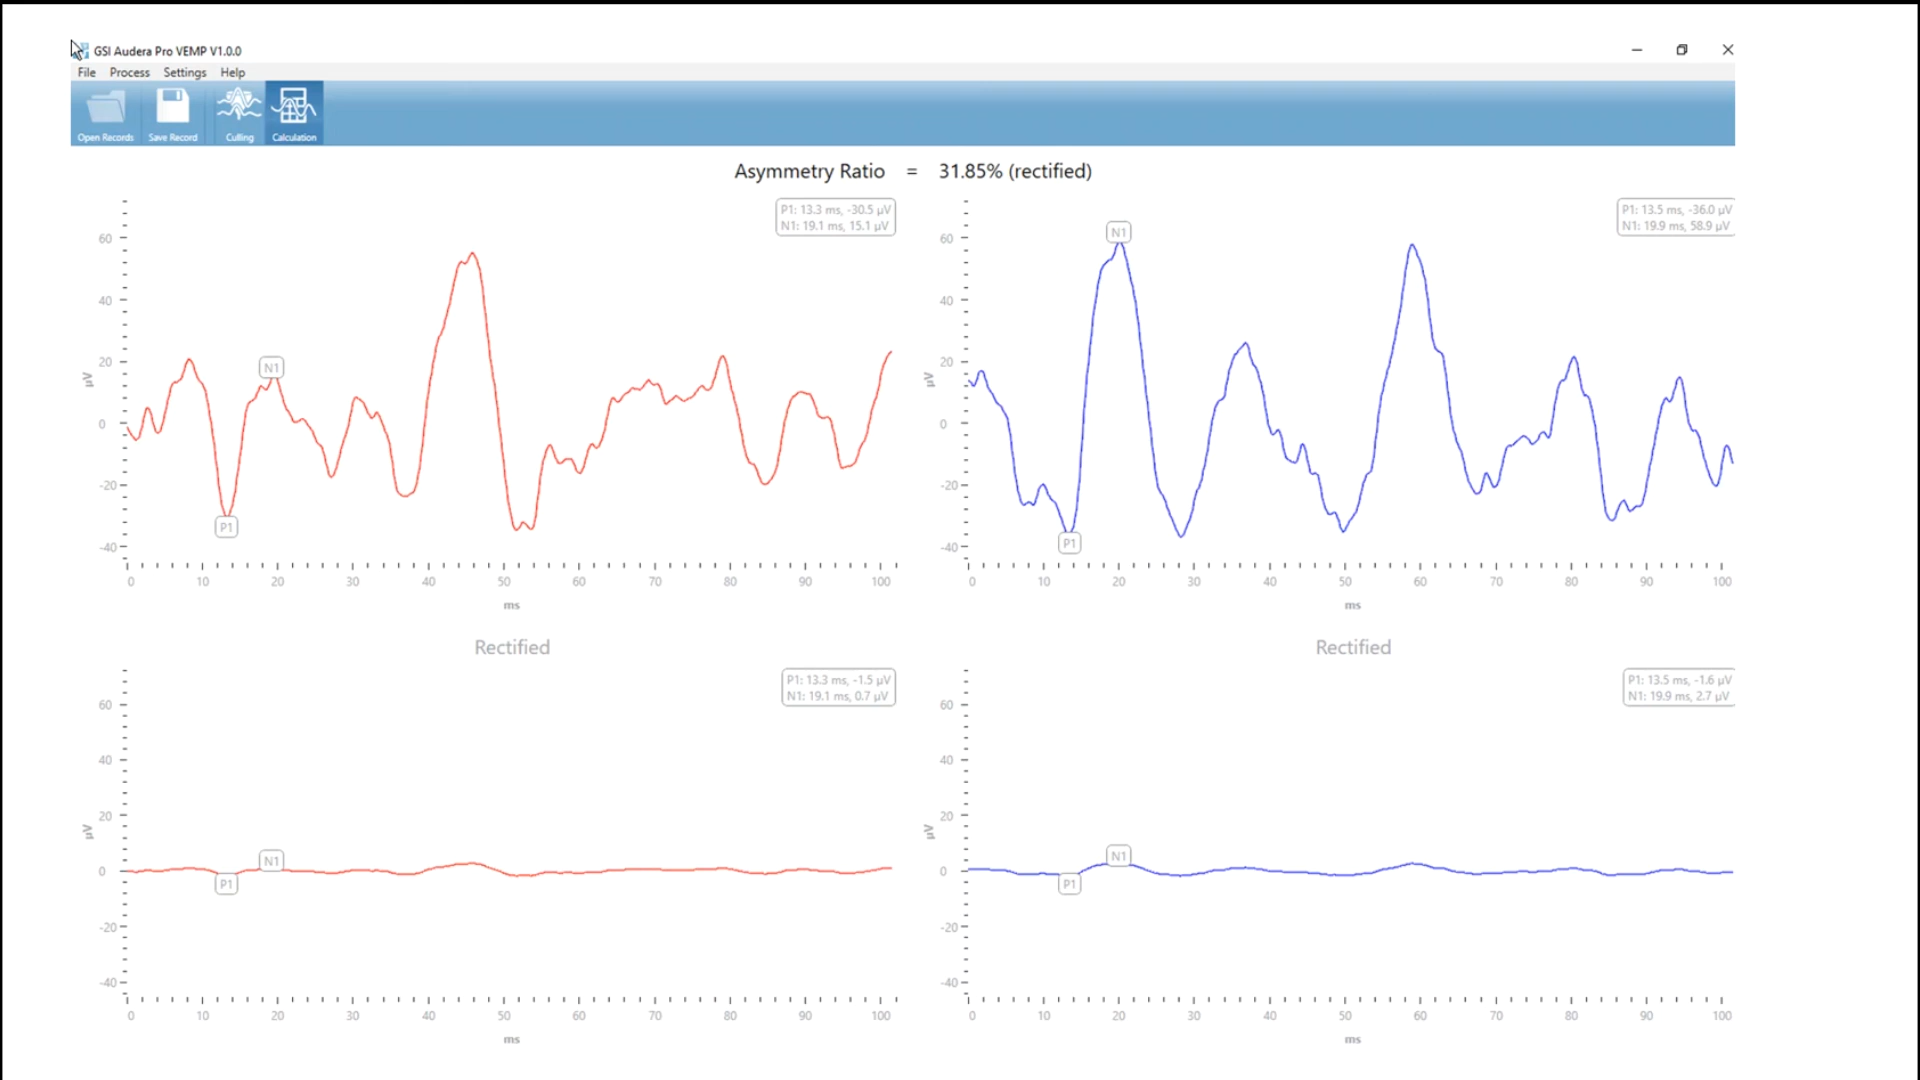 GSI Audera Pro VEMP V1.0.0
File Process Settings Help
Open Records Save Record Culling Calculation
Asymmetry Ratio = 31.85% (rectified)
P1: 13.3 ms, -30.5 µV
N1: 19.1 ms, 15.1 µV
60
40
20
0
-20
-40
µV
N1
P1
0 10 20 30 40 50 60 70 80 90 100
ms
P1: 13.5 ms, -36.0 µV
N1: 19.9 ms, 58.9 µV
60
40
20
0
-20
-40
µV
N1
P1
0 10 20 30 40 50 60 70 80 90 100
ms
Rectified
P1: 13.3 ms, -1.5 µV
N1: 19.1 ms, 0.7 µV
60
40
20
0
-20
-40
µV
N1
P1
0 10 20 30 40 50 60 70 80 90 100
ms
Rectified
P1: 13.5 ms, -1.6 µV
N1: 19.9 ms, 2.7 µV
60
40
20
0
-20
-40
µV
N1
P1
0 10 20 30 40 50 60 70 80 90 100
ms